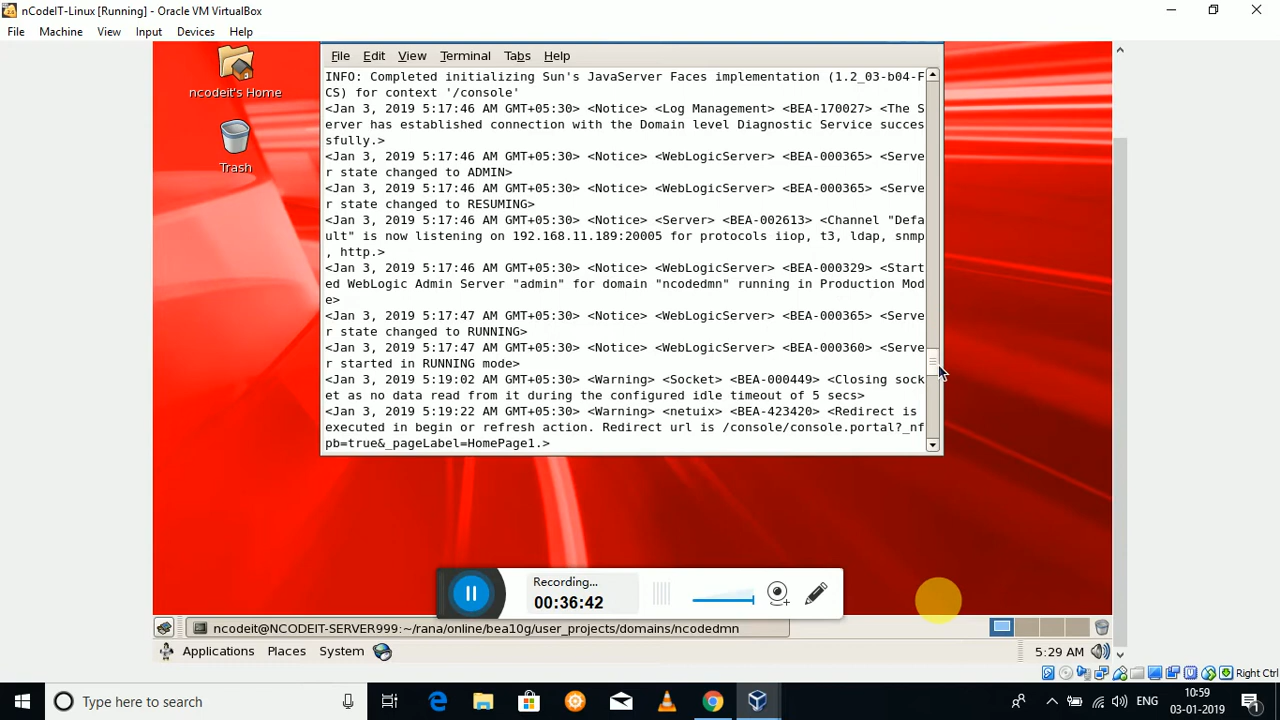 nCodeIT-Linux [Running] - Oracle VM VirtualBox
File Machine View Input Devices Help
ncodeit's Home
Trash
File Edit View Terminal Tabs Help
INFO: Completed initializing Sun's JavaServer Faces implementation (1.2_03-b04-F
CS) for context '/console'
<Jan 3, 2019 5:17:46 AM GMT+05:30> <Notice> <Log Management> <BEA-170027> <The S
erver has established connection with the Domain level Diagnostic Service succes
sfully.>
<Jan 3, 2019 5:17:46 AM GMT+05:30> <Notice> <WebLogicServer> <BEA-000365> <Serve
r state changed to ADMIN>
<Jan 3, 2019 5:17:46 AM GMT+05:30> <Notice> <WebLogicServer> <BEA-000365> <Serve
r state changed to RESUMING>
<Jan 3, 2019 5:17:46 AM GMT+05:30> <Notice> <Server> <BEA-002613> <Channel "Defa
ult" is now listening on 192.168.11.189:20005 for protocols iiop, t3, ldap, snmp
, http.>
<Jan 3, 2019 5:17:46 AM GMT+05:30> <Notice> <WebLogicServer> <BEA-000329> <Start
ed WebLogic Admin Server "admin" for domain "ncodedmn" running in Production Mod
e>
<Jan 3, 2019 5:17:47 AM GMT+05:30> <Notice> <WebLogicServer> <BEA-000365> <Serve
r state changed to RUNNING>
<Jan 3, 2019 5:17:47 AM GMT+05:30> <Notice> <WebLogicServer> <BEA-000360> <Serve
r started in RUNNING mode>
<Jan 3, 2019 5:19:02 AM GMT+05:30> <Warning> <Socket> <BEA-000449> <Closing sock
et as no data read from it during the configured idle timeout of 5 secs>
<Jan 3, 2019 5:19:22 AM GMT+05:30> <Warning> <netuix> <BEA-423420> <Redirect is
executed in begin or refresh action. Redirect url is /console/console.portal?_nf
pb=true&_pageLabel=HomePage1.>
Recording...
00:36:42
ncodeit@NCODEIT-SERVER999:~/rana/online/bea10g/user_projects/domains/ncodedmn
Applications Places System
5:29 AM
Right Ctrl
Type here to search
ENG
10:59
03-01-2019
1